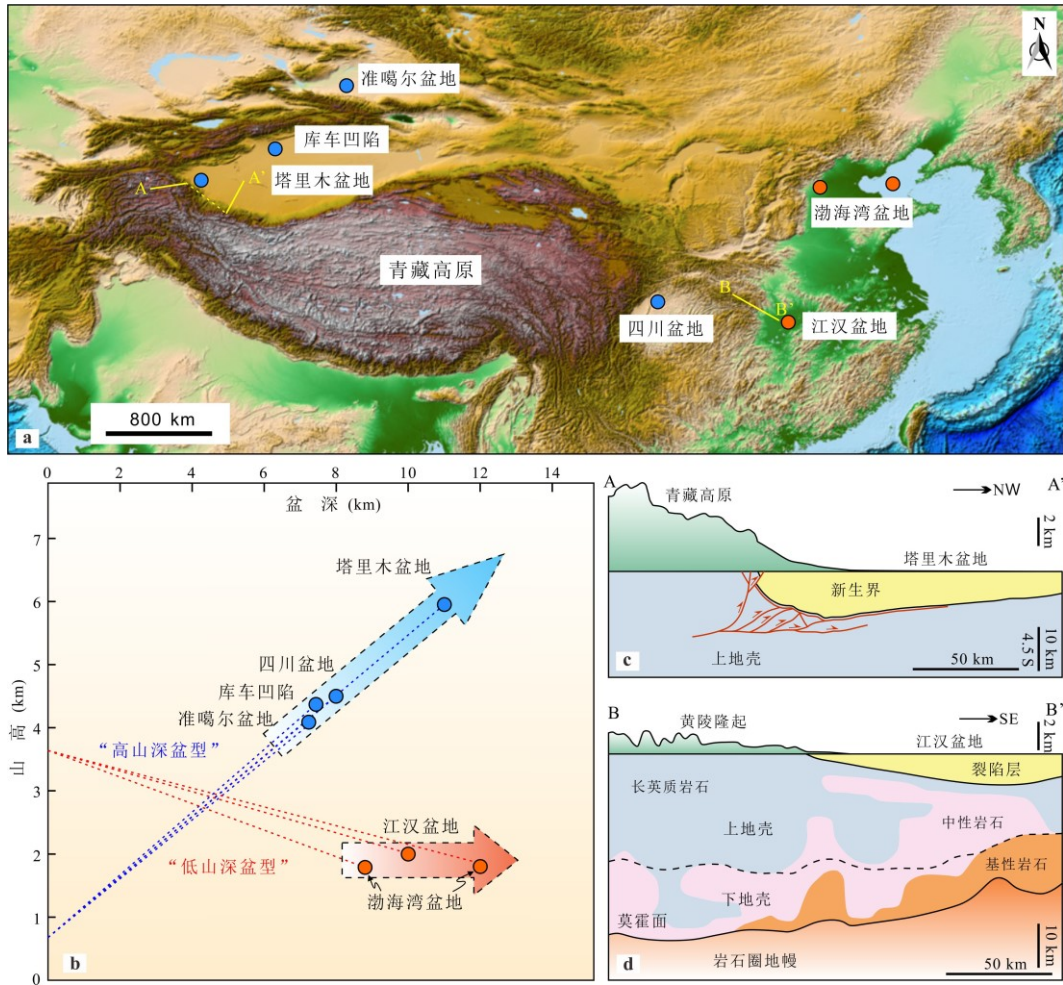 N
准噶尔盆地
库车凹陷
A
A'
塔里木盆地
渤海湾盆地
青藏高原
B
B'
四川盆地
江汉盆地
800 km
a
0 2 4 6 8 10 12 14
盆 深 (km)
山 高 (km)
7
6
5
4
3
2
1
0
塔里木盆地
四川盆地
库车凹陷
准噶尔盆地
“高山深盆型”
江汉盆地
“低山深盆型”
渤海湾盆地
b
A
A'
青藏高原
NW
2 km
塔里木盆地
新生界
上地壳
10 km
4.5 S
50 km
c
B
B'
黄陵隆起
SE
2 km
江汉盆地
裂陷层
长英质岩石
上地壳
中性岩石
基性岩石
下地壳
莫霍面
岩石圈地幔
10 km
50 km
d